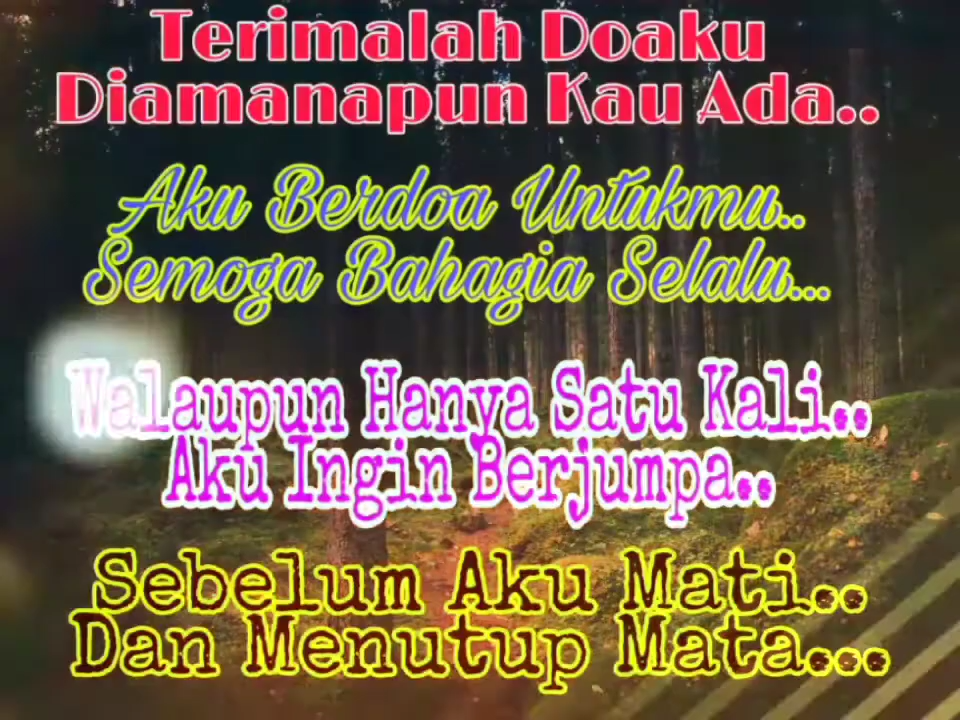 Terimalah Doaku
Diamanapun Kau Ada..
Aku Berdoa Untukmu..
Semoga Bahagia Selalu...
Walaupun Hanya Satu Kali..
Aku Ingin Berjumpa..
Sebelum Aku Mati..
Dan Menutup Mata...